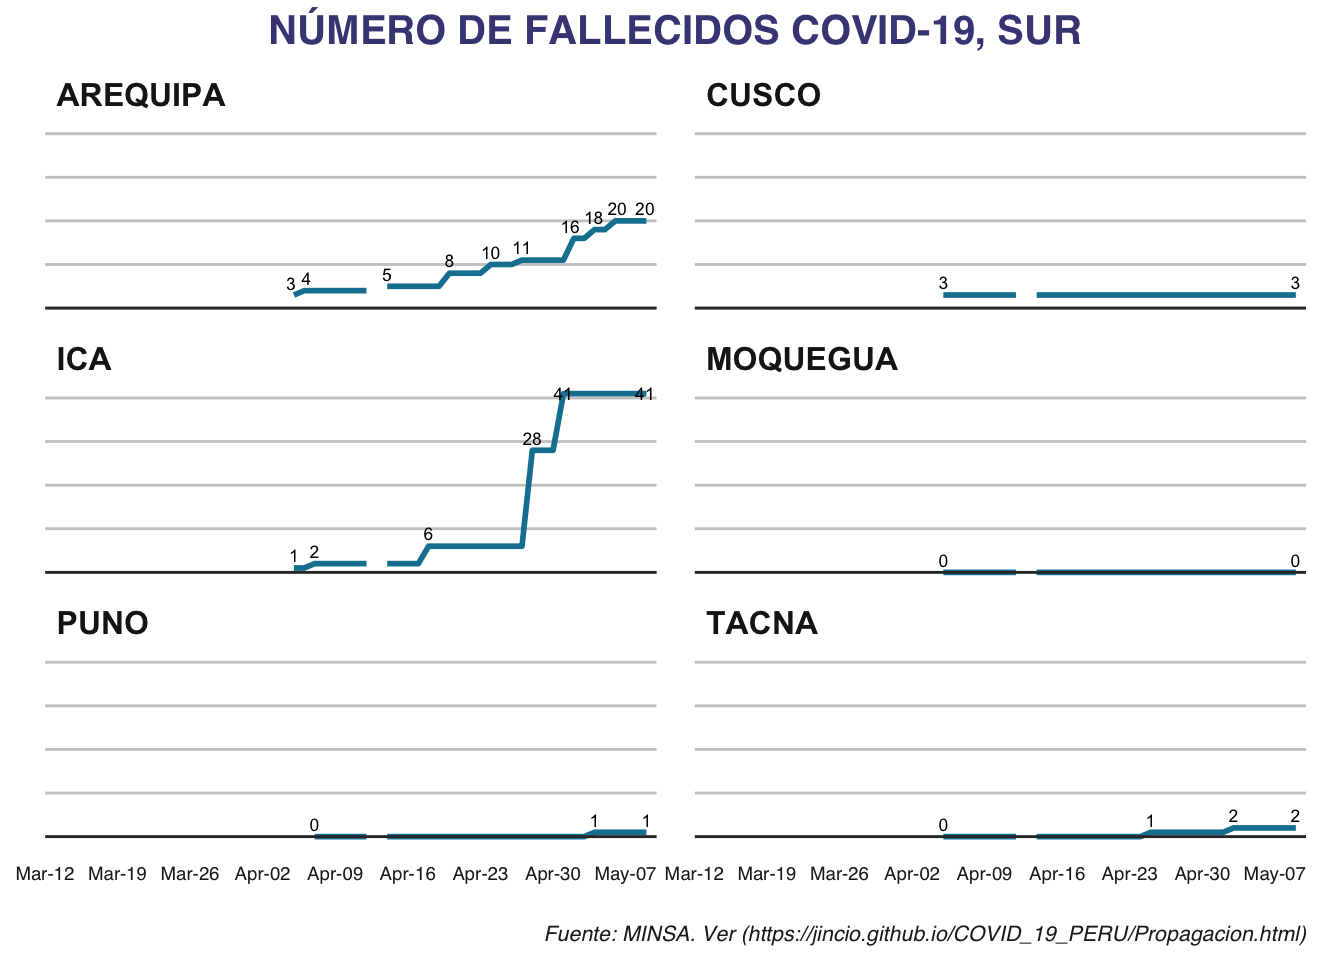 NÚMERO DE FALLECIDOS COVID-19, SUR
AREQUIPA
3 4 5 8 10 11 16 18 20 20
CUSCO
3 3
ICA
1 2 6 28 41 41
MOQUEGUA
0 0
PUNO
0 1 1
TACNA
0 1 2 2
Mar-12 Mar-19 Mar-26 Apr-02 Apr-09 Apr-16 Apr-23 Apr-30 May-07 Mar-12 Mar-19 Mar-26 Apr-02 Apr-09 Apr-16 Apr-23 Apr-30 May-07
Fuente: MINSA. Ver (https://jincio.github.io/COVID_19_PERU/Propagacion.html)